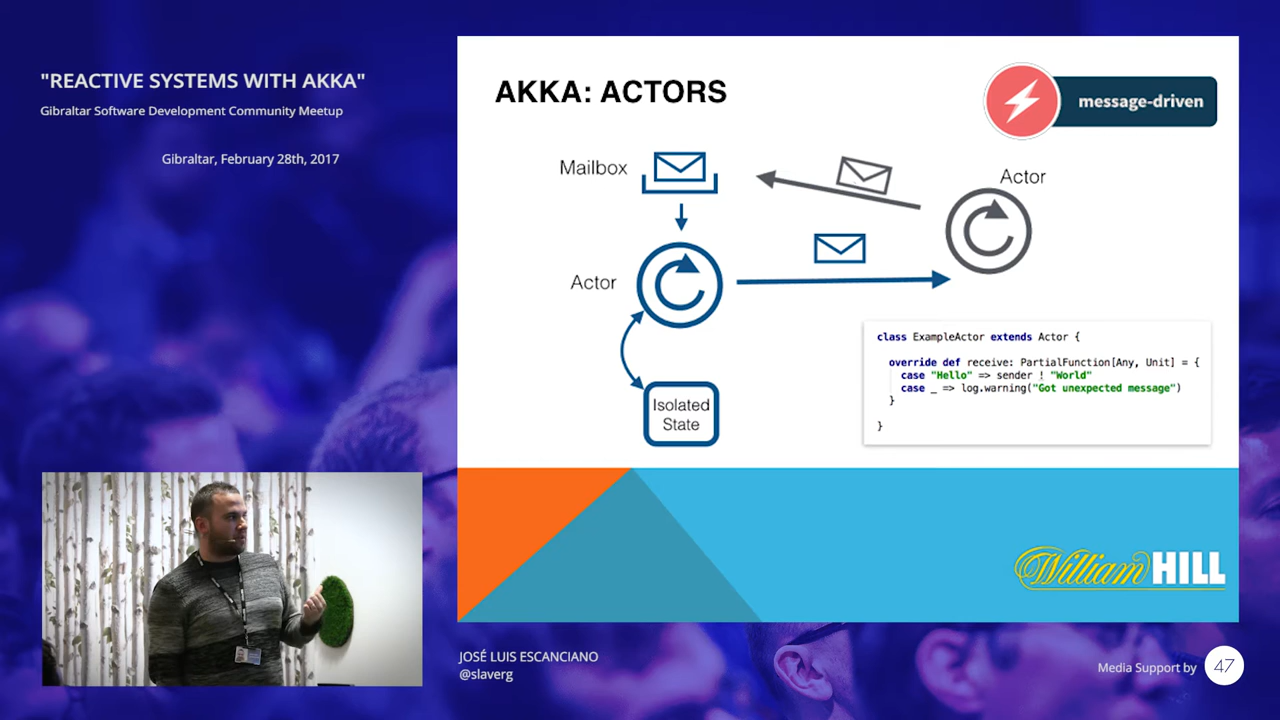 "REACTIVE SYSTEMS WITH AKKA"
Gibraltar Software Development Community Meetup
Gibraltar, February 28th, 2017
AKKA: ACTORS
message-driven
Mailbox
Actor
Actor
Isolated
State
class ExampleActor extends Actor {
override def receive: PartialFunction[Any, Unit] = {
case "Hello" => sender ! "World"
case _ => log.warning("Got unexpected message")
}
}
William HILL
JOSÉ LUIS ESCANCIANO
@slaverg
Media Support by 47